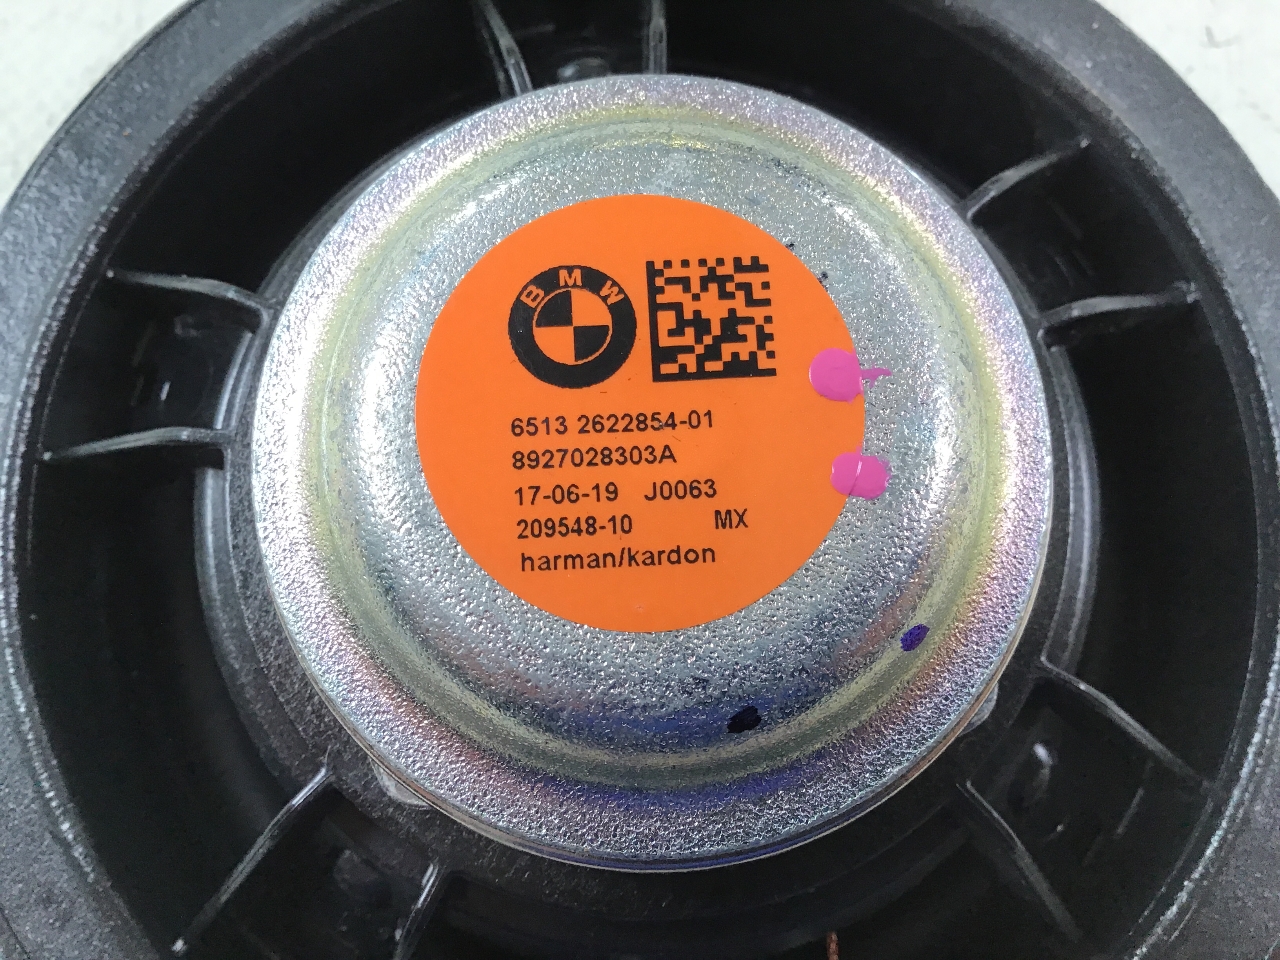 BMW
6513 2622854-01
8927028303A
17-06-19 J0063
209548-10 MX
harman/kardon